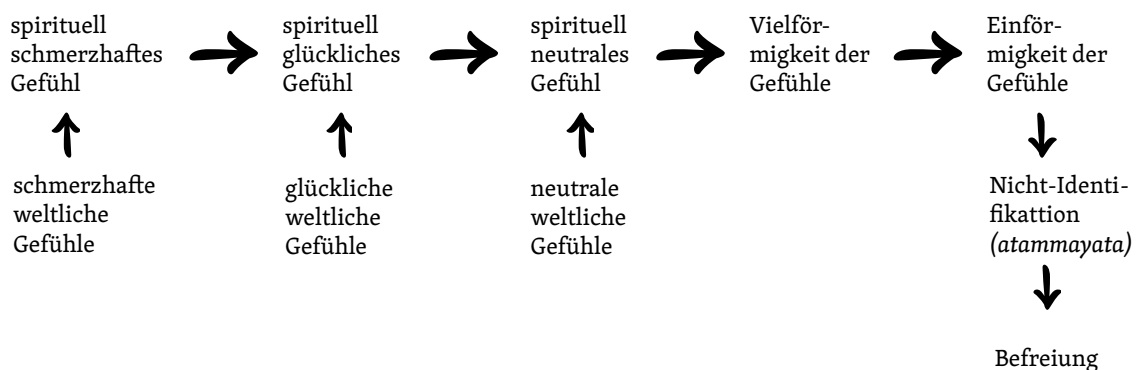 spirituell
schmerzhaftes
Gefühl
spirituell
glückliches
Gefühl
spirituell
neutrales
Gefühl
Vielför-
migkeit der
Gefühle
Einför-
migkeit der
Gefühle
schmerzhafte
weltliche
Gefühle
glückliche
weltliche
Gefühle
neutrale
weltliche
Gefühle
Nicht-Identi-
fikattion
(atammayata)
Befreiung